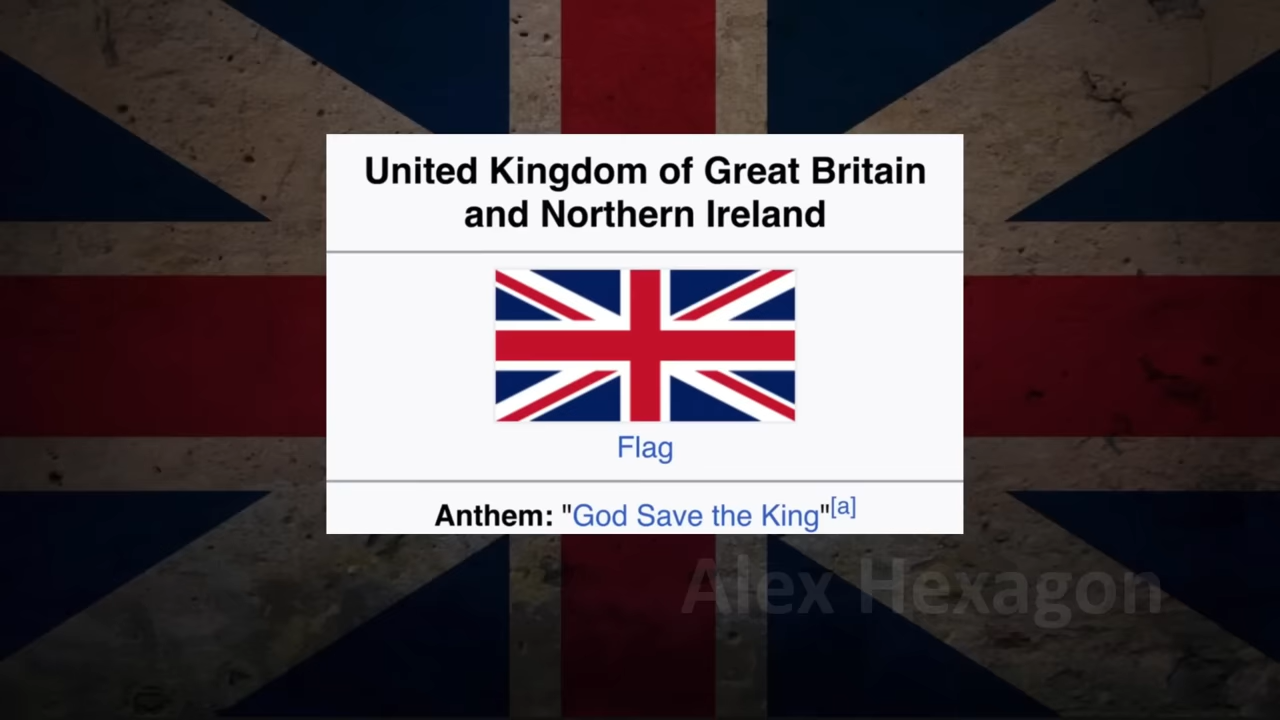 United Kingdom of Great Britain
and Northern Ireland
Flag
Anthem: "God Save the King"[a]
Alex Hexagon